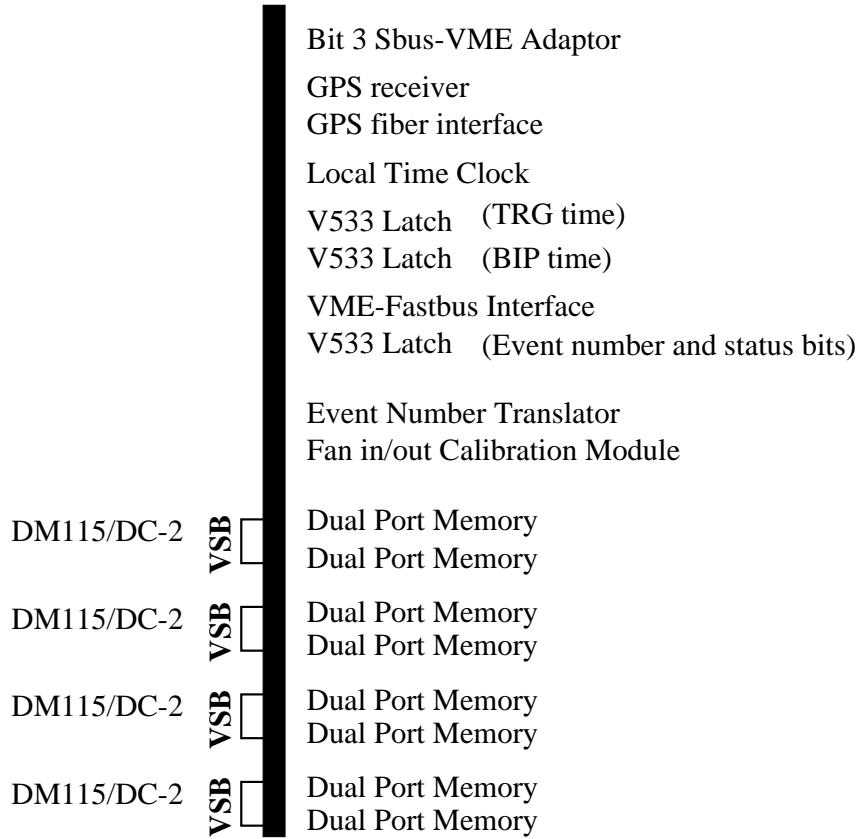 Bit 3 Sbus-VME Adaptor
GPS receiver
GPS fiber interface
Local Time Clock
V533 Latch (TRG time)
V533 Latch (BIP time)
VME-Fastbus Interface
V533 Latch (Event number and status bits)
Event Number Translator
Fan in/out Calibration Module
DM115/DC-2 VSB Dual Port Memory
Dual Port Memory
DM115/DC-2 VSB Dual Port Memory
Dual Port Memory
DM115/DC-2 VSB Dual Port Memory
Dual Port Memory
DM115/DC-2 VSB Dual Port Memory
Dual Port Memory